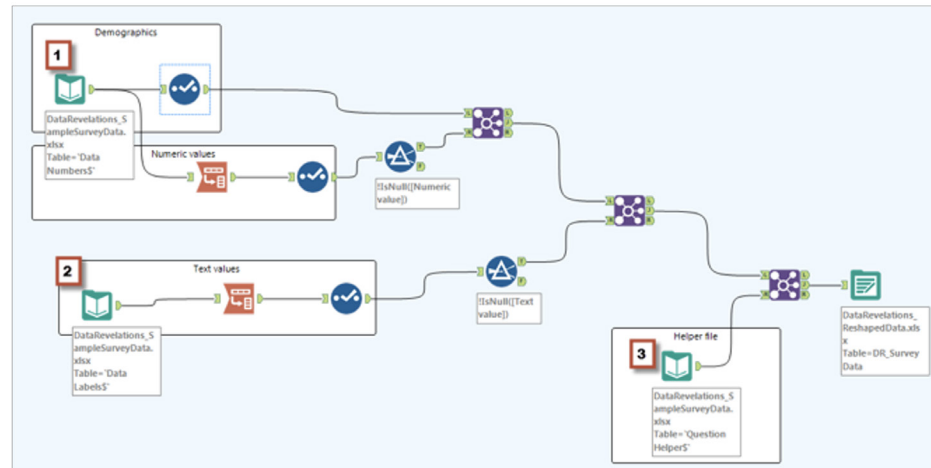 Demographics
1
DataRevelations_S
ampleSurveyData.
xlsx
Table='Data
Numbers$'
Numeric values
!IsNull([Numeric
value])
2
Text values
DataRevelations_S
ampleSurveyData.
xlsx
Table='Data
Labels$'
!IsNull([Text
value])
Helper file
3
DataRevelations_S
ampleSurveyData.
xlsx
Table='Question
Helper$'
DataRevelations_
ReshapedData.xls
x
Table=DR_Survey
Data
L
R
L
J
R
T
F
L
R
L
J
R
T
F
L
R
L
J
R